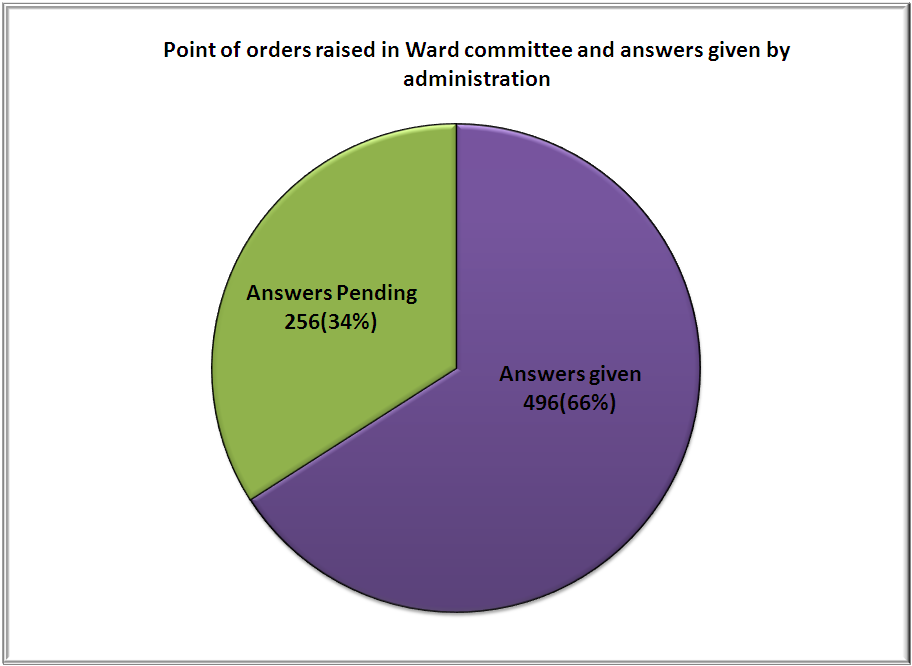 Point of orders raised in Ward committee and answers given by
administration
Answers Pending
256(34%)
Answers given
496(66%)